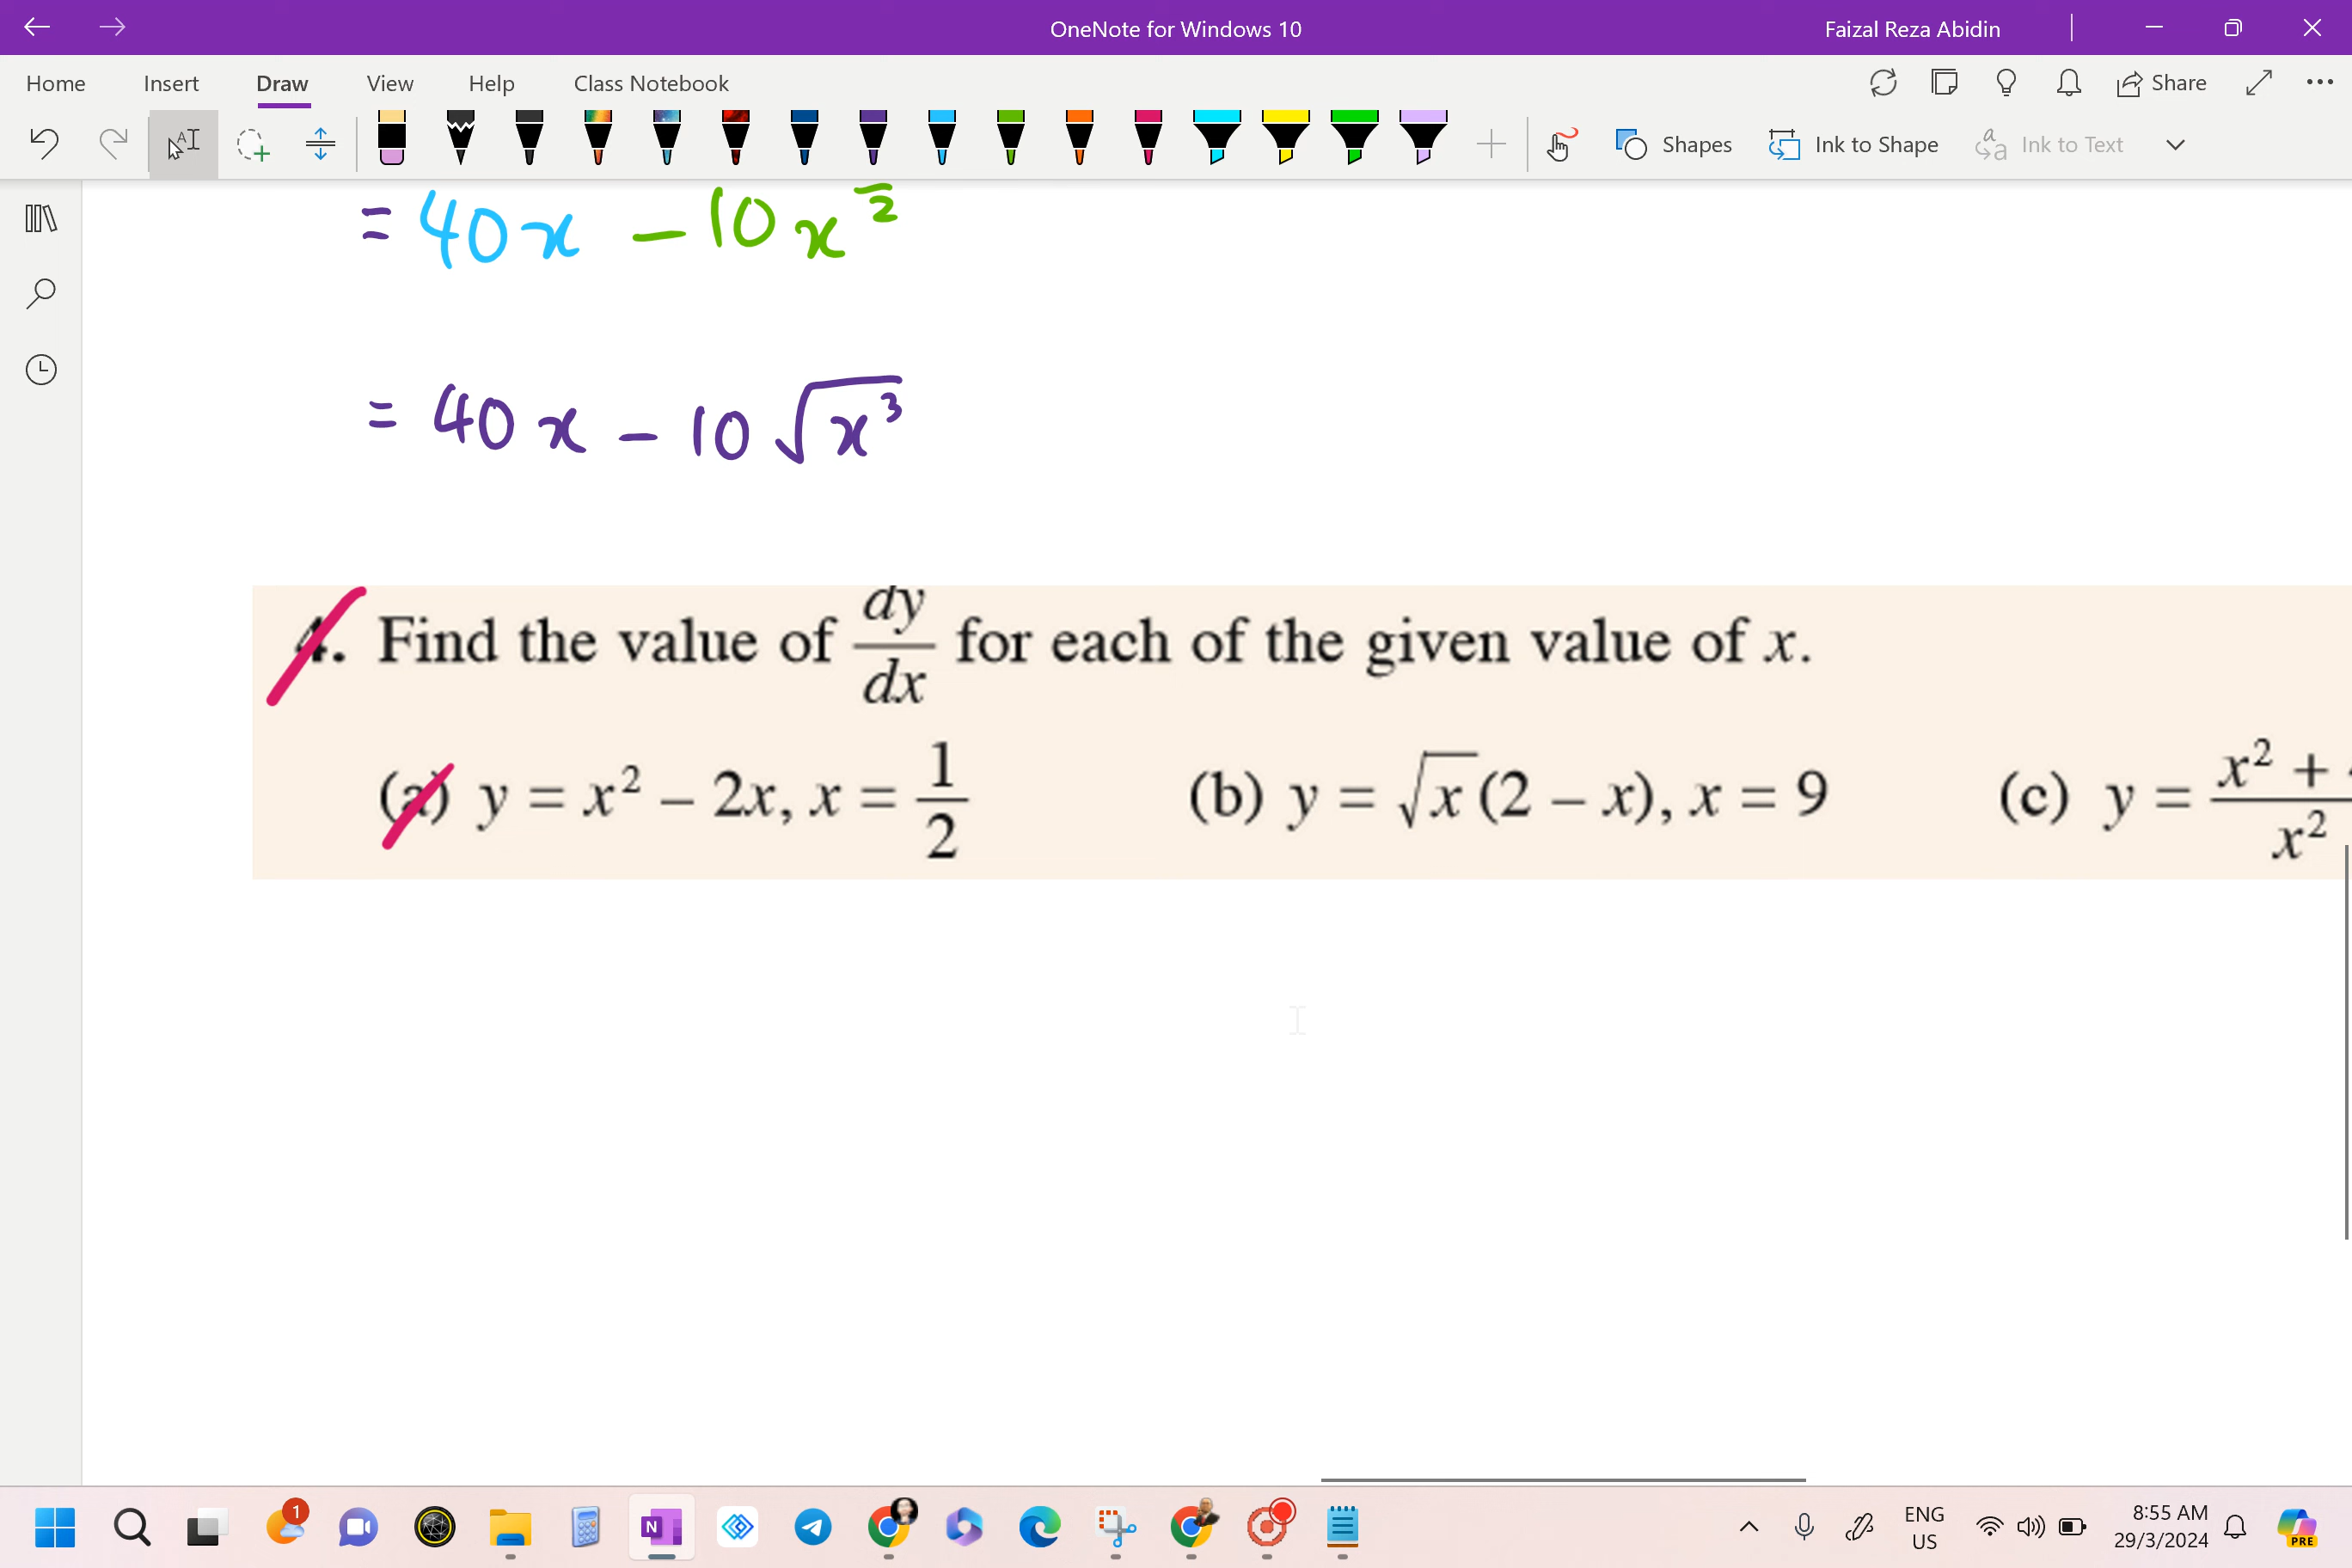 OneNote for Windows 10
Faizal Reza Abidin
Home Insert Draw View Help Class Notebook Share
Shapes Ink to Shape Ink to Text
= 40x − 10x 2
= 40x − 10√x³
4. Find the value of dy/dx for each of the given value of x.
(a) y = x² − 2x, x = 1/2 (b) y = √x(2 − x), x = 9 (c) y = x² + / x²
1
N
ENG
US
8:55 AM
29/3/2024
PRE